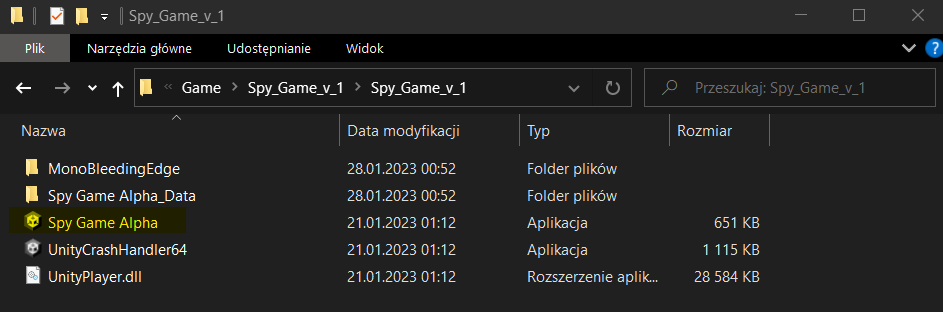 Spy_Game_v_1
Plik Narzędzia główne Udostępnianie Widok
Game Spy_Game_v_1 Spy_Game_v_1 Przeszukaj: Spy_Game_v_1
Nazwa Data modyfikacji Typ Rozmiar
MonoBleedingEdge 28.01.2023 00:52 Folder plików
Spy Game Alpha_Data 28.01.2023 00:52 Folder plików
Spy Game Alpha 21.01.2023 01:12 Aplikacja 651 KB
UnityCrashHandler64 21.01.2023 01:12 Aplikacja 1 115 KB
UnityPlayer.dll 21.01.2023 01:12 Rozszerzenie aplik... 28 584 KB